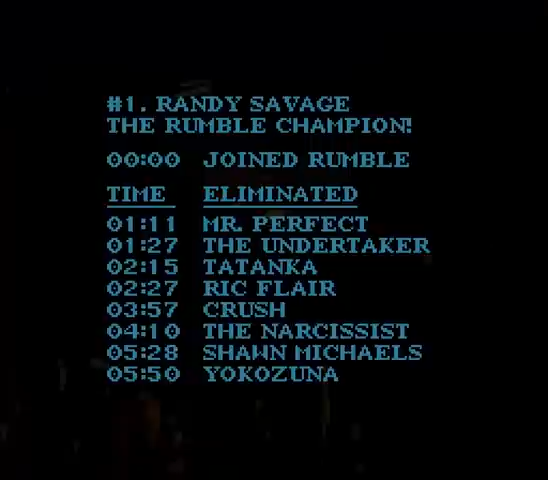 #1. RANDY SAVAGE
THE RUMBLE CHAMPION!
00:00 JOINED RUMBLE
TIME ELIMINATED
01:11 MR. PERFECT
01:27 THE UNDERTAKER
02:15 TATANKA
02:27 RIC FLAIR
03:57 CRUSH
04:10 THE NARCISSIST
05:28 SHAWN MICHAELS
05:50 YOKOZUNA